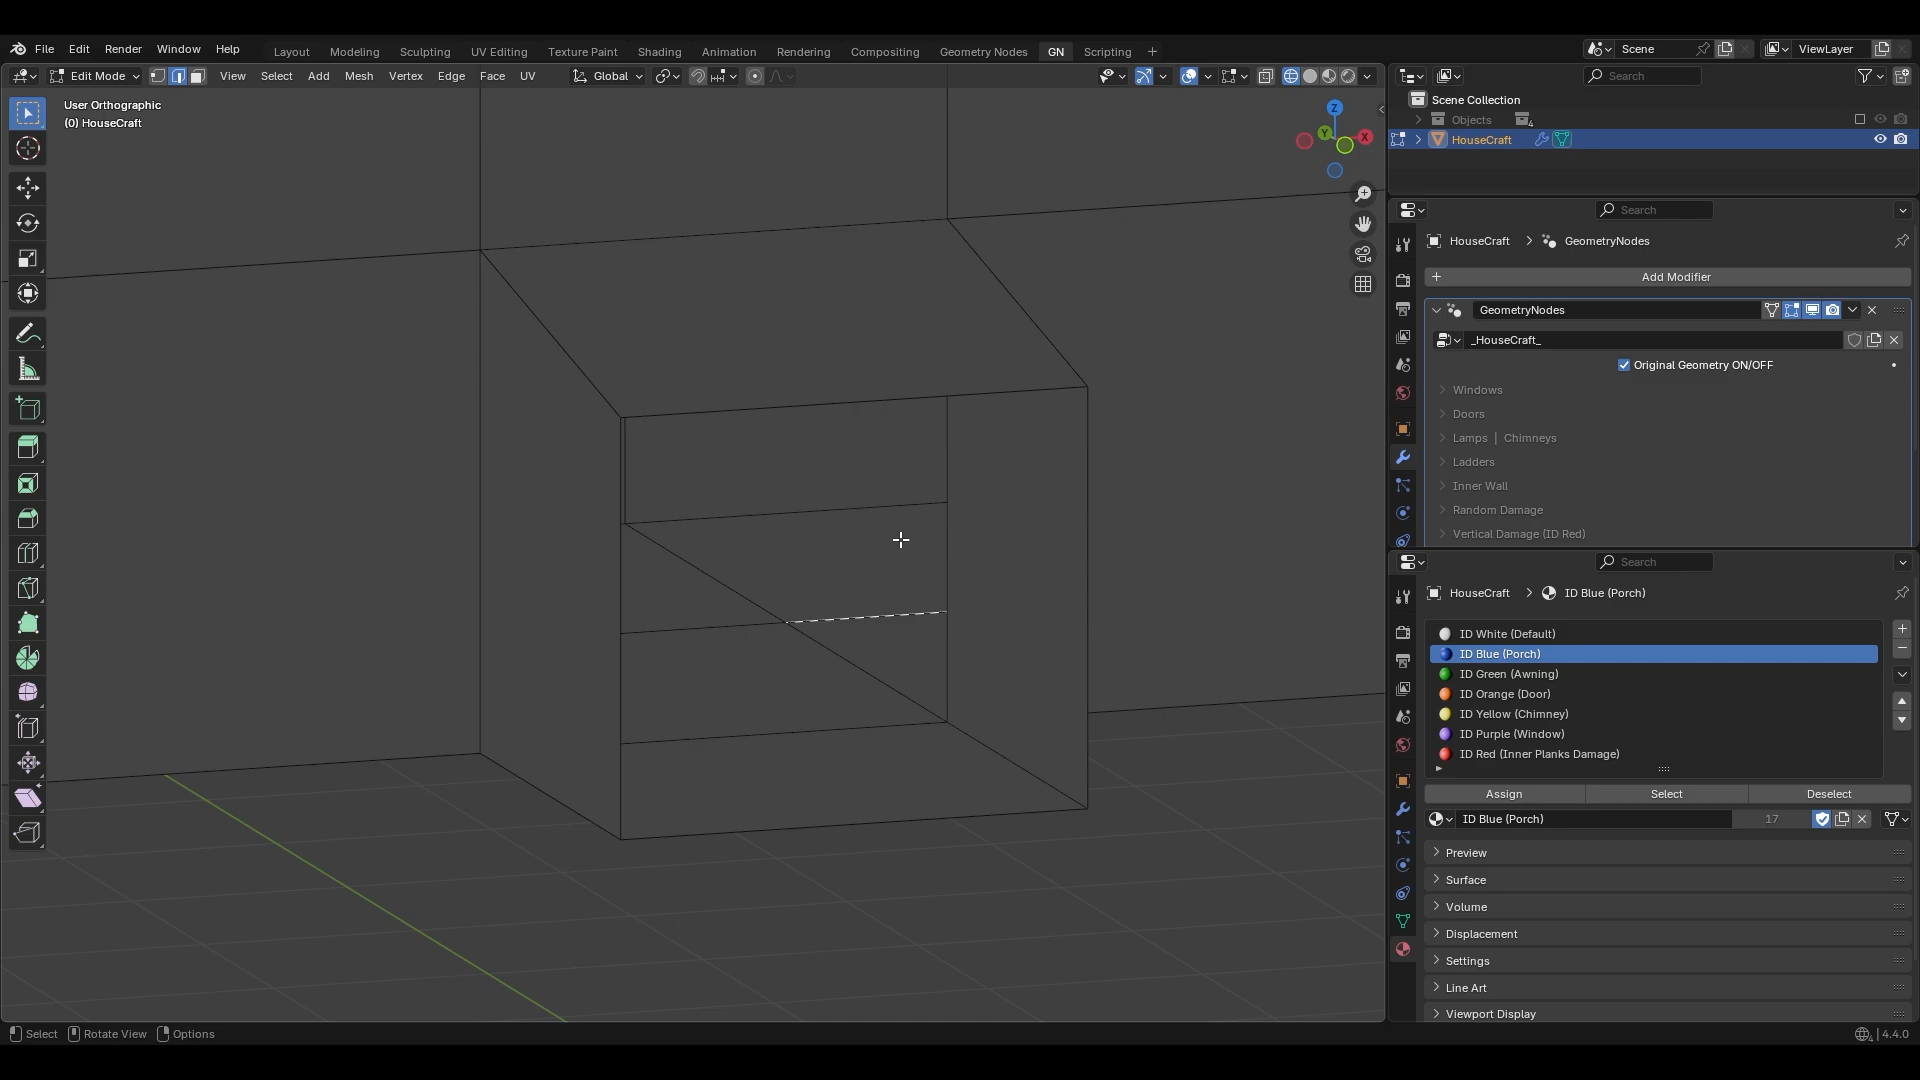 File Edit Render Window Help
Layout Modeling Sculpting UV Editing Texture Paint Shading Animation Rendering Compositing Geometry Nodes GN Scripting
Scene ViewLayer
Edit Mode View Select Add Mesh Vertex Edge Face UV Global
Search
User Orthographic
(0) HouseCraft
Z
Y X
Scene Collection
Objects 4
HouseCraft
Search
HouseCraft GeometryNodes
Add Modifier
GeometryNodes
_HouseCraft_
Original Geometry ON/OFF
Windows
Doors
Lamps | Chimneys
Ladders
Inner Wall
Random Damage
Vertical Damage (ID Red)
Search
HouseCraft ID Blue (Porch)
ID White (Default)
ID Blue (Porch)
ID Green (Awning)
ID Orange (Door)
ID Yellow (Chimney)
ID Purple (Window)
ID Red (Inner Planks Damage)
Assign Select Deselect
ID Blue (Porch) 17
Preview
Surface
Volume
Displacement
Settings
Line Art
Viewport Display
Select Rotate View Options
4 4.4.0